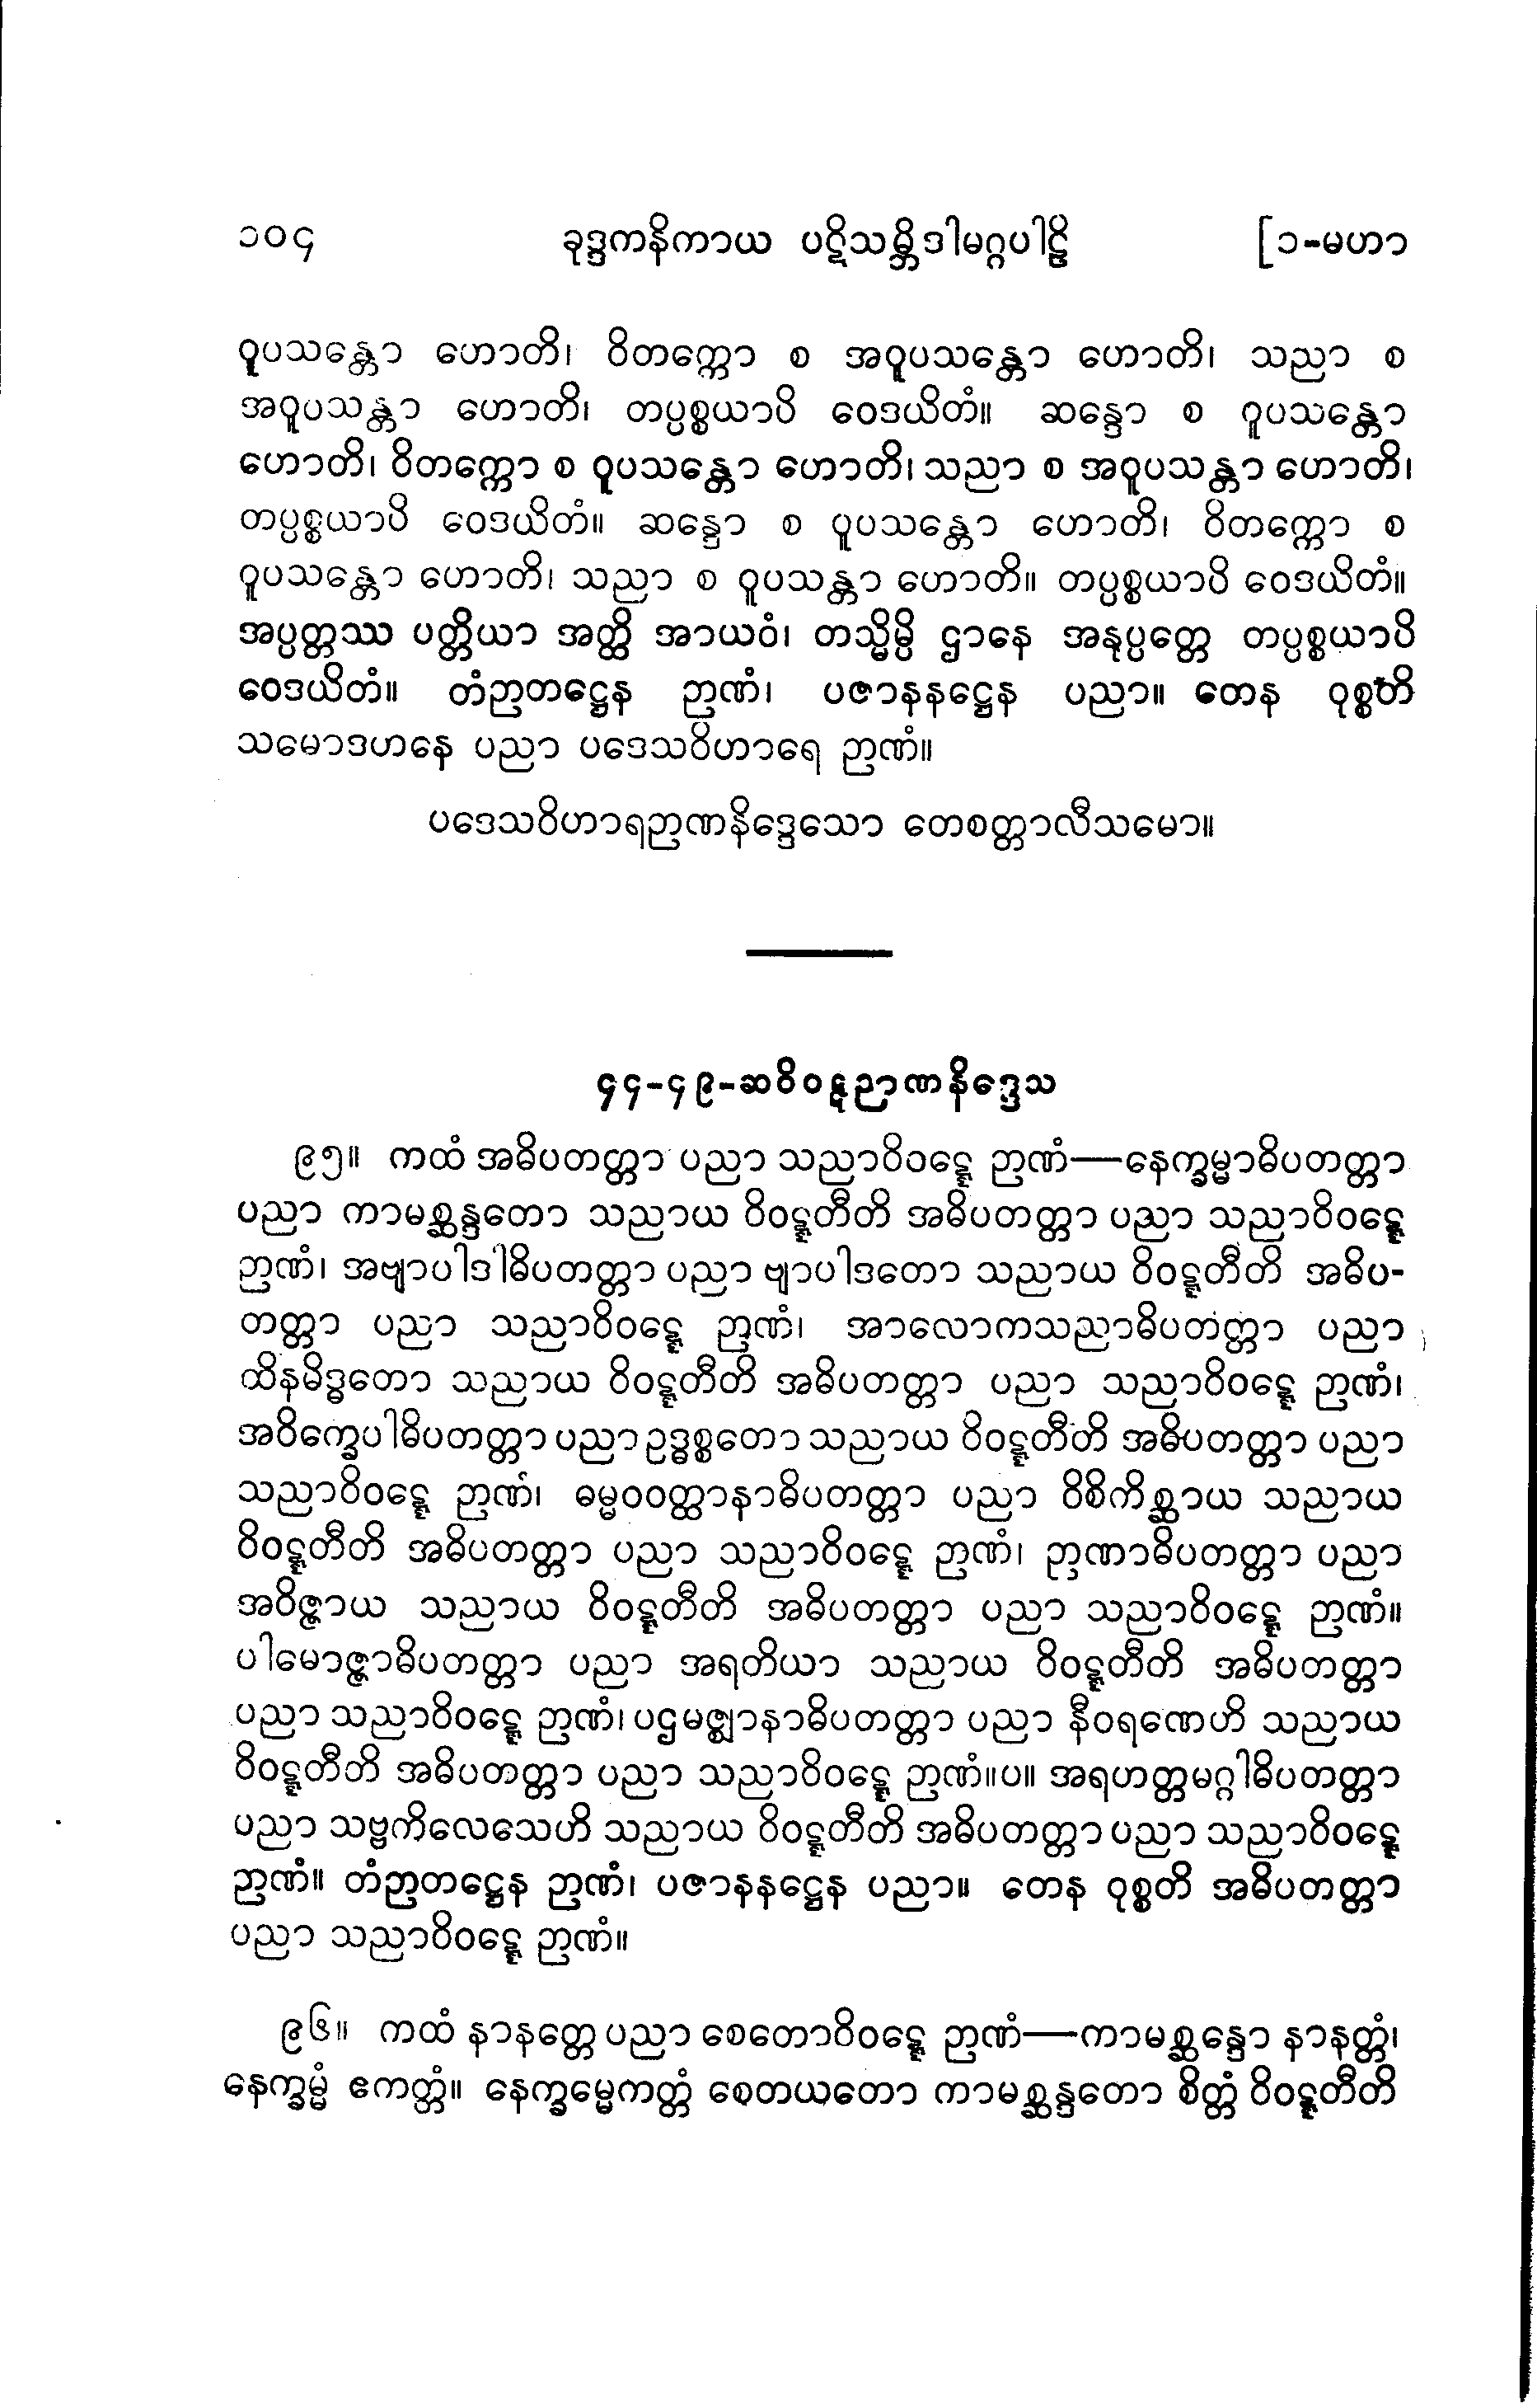 ၁၀၄ ခုဒ္ဒကနိကာယ ပဋိသမ္ဘိဒါမဂ္ဂပါဠိ [၁-မဟာ
ဝူပသန္တော ဟောတိ၊ ဝိတက္ကော စ အဝူပသန္တော ဟောတိ၊ သညာ စ
အဝူပသန္တာ ဟောတိ၊ တပ္ပစ္စယာပိ ဝေဒယိတံ။ ဆန္ဒော စ ဝူပသန္တော
ဟောတိ၊ ဝိတက္ကော စ ဝူပသန္တော ဟောတိ၊ သညာ စ အဝူပသန္တာ ဟောတိ၊
တပ္ပစ္စယာပိ ဝေဒယိတံ။ ဆန္ဒော စ ဝူပသန္တော ဟောတိ၊ ဝိတက္ကော စ
ဝူပသန္တော ဟောတိ၊ သညာ စ ဝူပသန္တာ ဟောတိ။ တပ္ပစ္စယာပိ ဝေဒယိတံ။
အပ္ပတ္တဿ ပတ္တိယာ အတ္ထိ အာယဝံ၊ တသ္မိမ္ပိ ဌာနေ အနုပ္ပတ္တေ တပ္ပစ္စယာပိ
ဝေဒယိတံ။ တံဉာတဋ္ဌေန ဉာဏံ၊ ပဇာနနဋ္ဌေန ပညာ။ တေန ဝုစ္စတိ
သမောဒဟနေ ပညာ ပဒေသဝိဟာရေ ဉာဏံ။
ပဒေသဝိဟာရဉာဏနိဒ္ဒေသော တေစတ္တာလီသမော။
၄၄-၄၉-ဆဝိဝဋ္ဋဉာဏနိဒ္ဒေသ
၉၅။ ကထံ အဓိပတတ္တာ ပညာ သညာဝိဝဋ္ဋေ ဉာဏံ—နေက္ခမ္မာဓိပတတ္တာ
ပညာ ကာမစ္ဆန္ဒတော သညာယ ဝိဝဋ္ဋတီတိ အဓိပတတ္တာ ပညာ သညာဝိဝဋ္ဋေ
ဉာဏံ၊ အဗျာပါဒါဓိပတတ္တာ ပညာ ဗျာပါဒတော သညာယ ဝိဝဋ္ဋတီတိ အဓိပ-
တတ္တာ ပညာ သညာဝိဝဋ္ဋေ ဉာဏံ၊ အာလောကသညာဓိပတတ္တာ ပညာ
ထိနမိဒ္ဓတော သညာယ ဝိဝဋ္ဋတီတိ အဓိပတတ္တာ ပညာ သညာဝိဝဋ္ဋေ ဉာဏံ၊
အဝိက္ခေပါဓိပတတ္တာ ပညာ ဥဒ္ဓစ္စတော သညာယ ဝိဝဋ္ဋတီတိ အဓိပတတ္တာ ပညာ
သညာဝိဝဋ္ဋေ ဉာဏံ၊ ဓမ္မဝဝတ္ထာနာဓိပတတ္တာ ပညာ ဝိစိကိစ္ဆာယ သညာယ
ဝိဝဋ္ဋတီတိ အဓိပတတ္တာ ပညာ သညာဝိဝဋ္ဋေ ဉာဏံ၊ ဉာဏာဓိပတတ္တာ ပညာ
အဝိဇ္ဇာယ သညာယ ဝိဝဋ္ဋတီတိ အဓိပတတ္တာ ပညာ သညာဝိဝဋ္ဋေ ဉာဏံ။
ပါမောဇ္ဇာဓိပတတ္တာ ပညာ အရတိယာ သညာယ ဝိဝဋ္ဋတီတိ အဓိပတတ္တာ
ပညာ သညာဝိဝဋ္ဋေ ဉာဏံ၊ ပဌမဇ္ဈာနာဓိပတတ္တာ ပညာ နီဝရဏေဟိ သညာယ
ဝိဝဋ္ဋတီတိ အဓိပတတ္တာ ပညာ သညာဝိဝဋ္ဋေ ဉာဏံ။ပ။ အရဟတ္တမဂ္ဂါဓိပတတ္တာ
ပညာ သဗ္ဗကိလေသေဟိ သညာယ ဝိဝဋ္ဋတီတိ အဓိပတတ္တာ ပညာ သညာဝိဝဋ္ဋေ
ဉာဏံ။ တံဉာတဋ္ဌေန ဉာဏံ၊ ပဇာနနဋ္ဌေန ပညာ။ တေန ဝုစ္စတိ အဓိပတတ္တာ
ပညာ သညာဝိဝဋ္ဋေ ဉာဏံ။
၉၆။ ကထံ နာနတ္တေ ပညာ စေတောဝိဝဋ္ဋေ ဉာဏံ—ကာမစ္ဆန္ဒော နာနတ္တံ၊
နေက္ခမ္မံ ဧကတ္တံ။ နေက္ခမ္မေကတ္တံ စေတယတော ကာမစ္ဆန္ဒတော စိတ္တံ ဝိဝဋ္ဋတီတိ